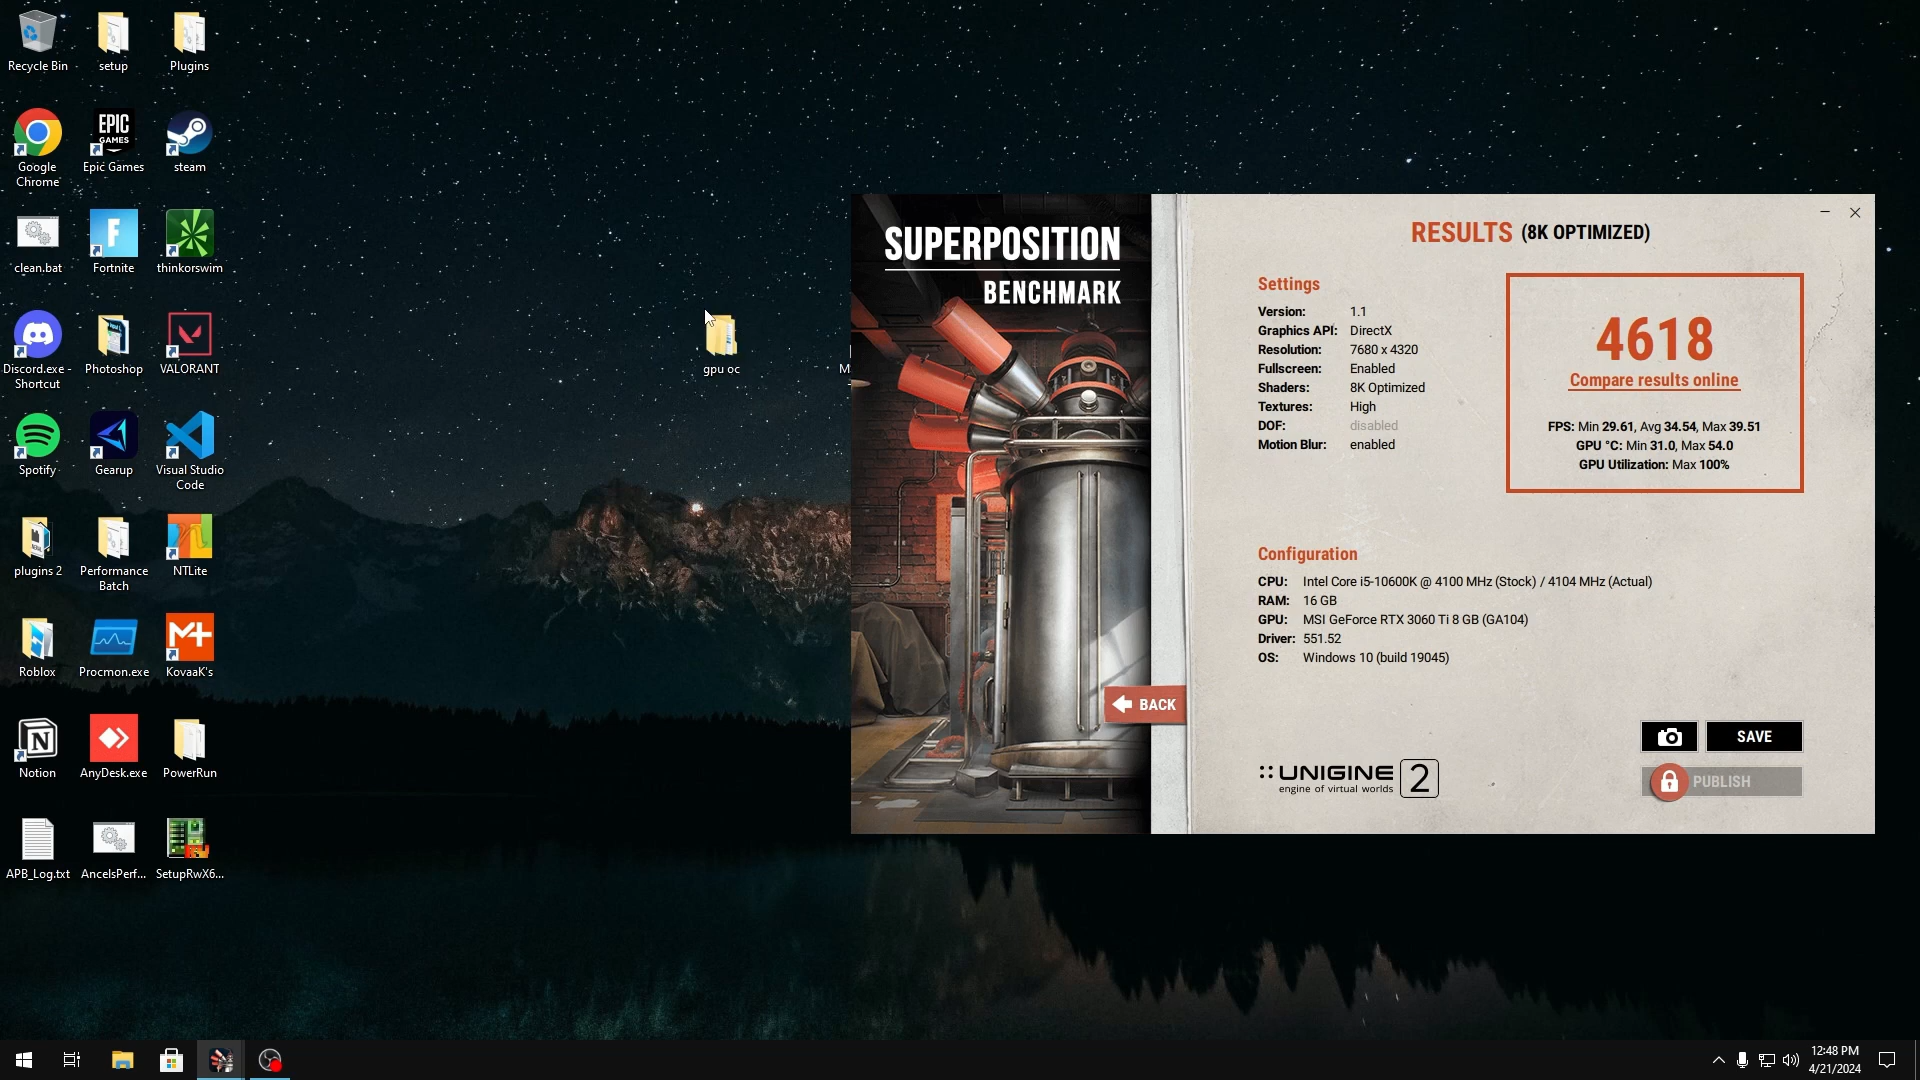 Recycle Bin
setup
Plugins
Google
Chrome
EPIC
GAMES
Epic Games
steam
clean.bat
F
Fortnite
thinkorswim
Discord.exe -
Shortcut
Photoshop
VALORANT
Spotify
Gearup
Visual Studio
Code
plugins 2
Performance
Batch
NTLite
Roblox
Procmon.exe
M+
KovaaK's
N
Notion
AnyDesk.exe
PowerRun
APB_Log.txt
AncelsPerf...
SetupRwX6...
gpu oc
M
SUPERPOSITION
BENCHMARK
BACK
RESULTS (8K OPTIMIZED)
Settings
Version: 1.1
Graphics API: DirectX
Resolution: 7680 x 4320
Fullscreen: Enabled
Shaders: 8K Optimized
Textures: High
DOF: disabled
Motion Blur: enabled
4618
Compare results online
FPS: Min 29.61, Avg 34.54, Max 39.51
GPU °C: Min 31.0, Max 54.0
GPU Utilization: Max 100%
Configuration
CPU: Intel Core i5-10600K @ 4100 MHz (Stock) / 4104 MHz (Actual)
RAM: 16 GB
GPU: MSI GeForce RTX 3060 Ti 8 GB (GA104)
Driver: 551.52
OS: Windows 10 (build 19045)
UNIGINE 2
engine of virtual worlds
SAVE
PUBLISH
12:48 PM
4/21/2024